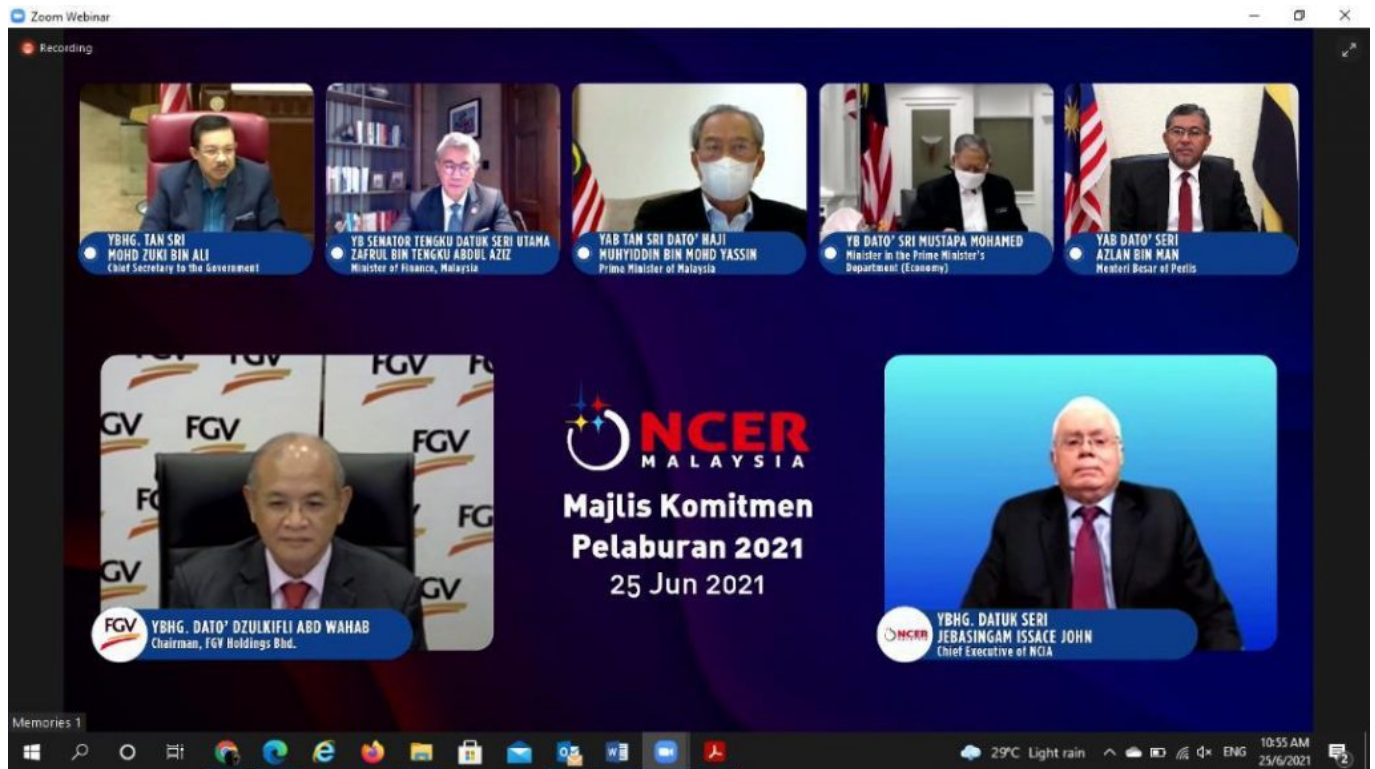 Zoom Webinar
Recording
YBHG. TAN SRI
MOHD ZUKI BIN ALI
Chief Secretary to the Government
YB SENATOR TENGKU DATUK SERI UTAMA
ZAFRUL BIN TENGKU ABDUL AZIZ
Minister of Finance, Malaysia
YAB TAN SRI DATO' HAJI
MUHYIDDIN BIN MOHD YASSIN
Prime Minister of Malaysia
YB DATO' SRI MUSTAPA MOHAMED
Minister in the Prime Minister's
Department (Economy)
YAB DATO' SERI
AZLAN BIN MAN
Menteri Besar of Perlis
FGV
FGV
FGV
NCER
MALAYSIA
Majlis Komitmen
Pelaburan 2021
25 Jun 2021
FGV
YBHG. DATO' DZULKIFLI ABD WAHAB
Chairman, FGV Holdings Bhd.
NCER
YBHG. DATUK SERI
JEBASINGAM ISSACE JOHN
Chief Executive of NCIA
Memories 1
29°C Light rain
ENG
10:55 AM
25/6/2021
2